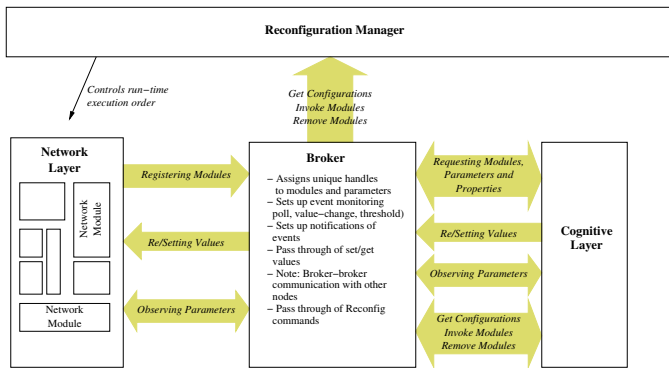 Reconfiguration Manager
Controls run-time
execution order
Get Configurations
Invoke Modules
Remove Modules
Network
Layer
Network
Module
Network
Module
Registering Modules
Re/Setting Values
Observing Parameters
Broker
– Assigns unique handles
to modules and parameters
– Sets up event monitoring
poll, value-change, threshold)
– Sets up notifications of
events
– Pass through of set/get
values
– Note: Broker-broker
communication with other
nodes
– Pass through of Reconfig
commands
Requesting Modules,
Parameters and
Properties
Re/Setting Values
Observing Parameters
Get Configurations
Invoke Modules
Remove Modules
Cognitive
Layer